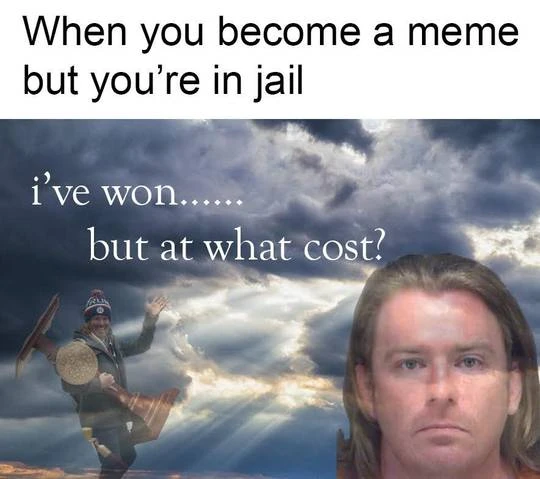 When you become a meme
but you’re in jail
i’ve won......
but at what cost?